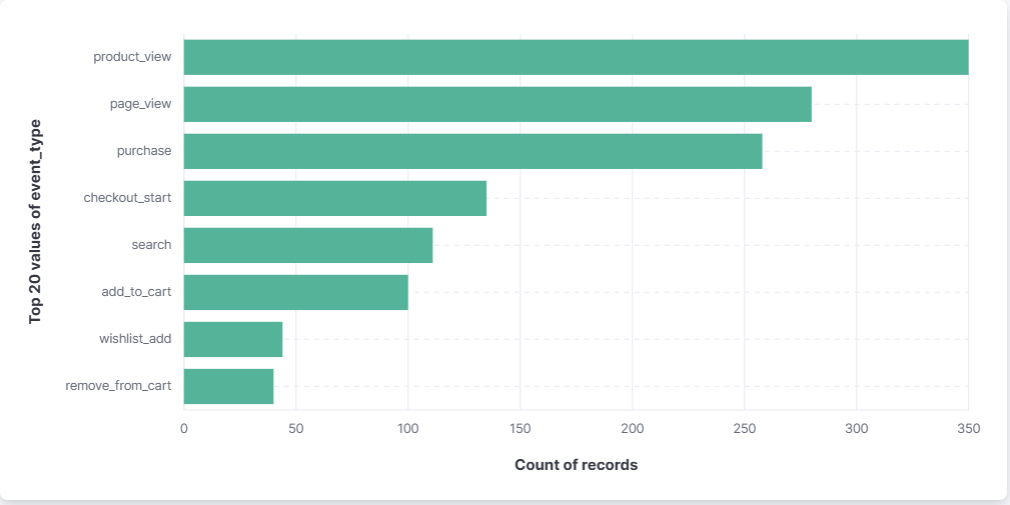 Top 20 values of event_type
product_view
page_view
purchase
checkout_start
search
add_to_cart
wishlist_add
remove_from_cart
0 50 100 150 200 250 300 350
Count of records